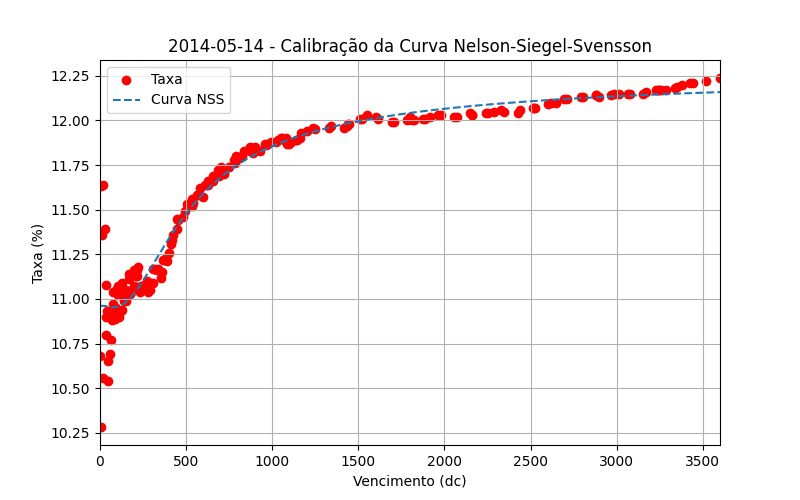 2014-05-14 - Calibração da Curva Nelson-Siegel-Svensson
Taxa
Curva NSS
Taxa (%)
12.25
12.00
11.75
11.50
11.25
11.00
10.75
10.50
10.25
0 500 1000 1500 2000 2500 3000 3500
Vencimento (dc)